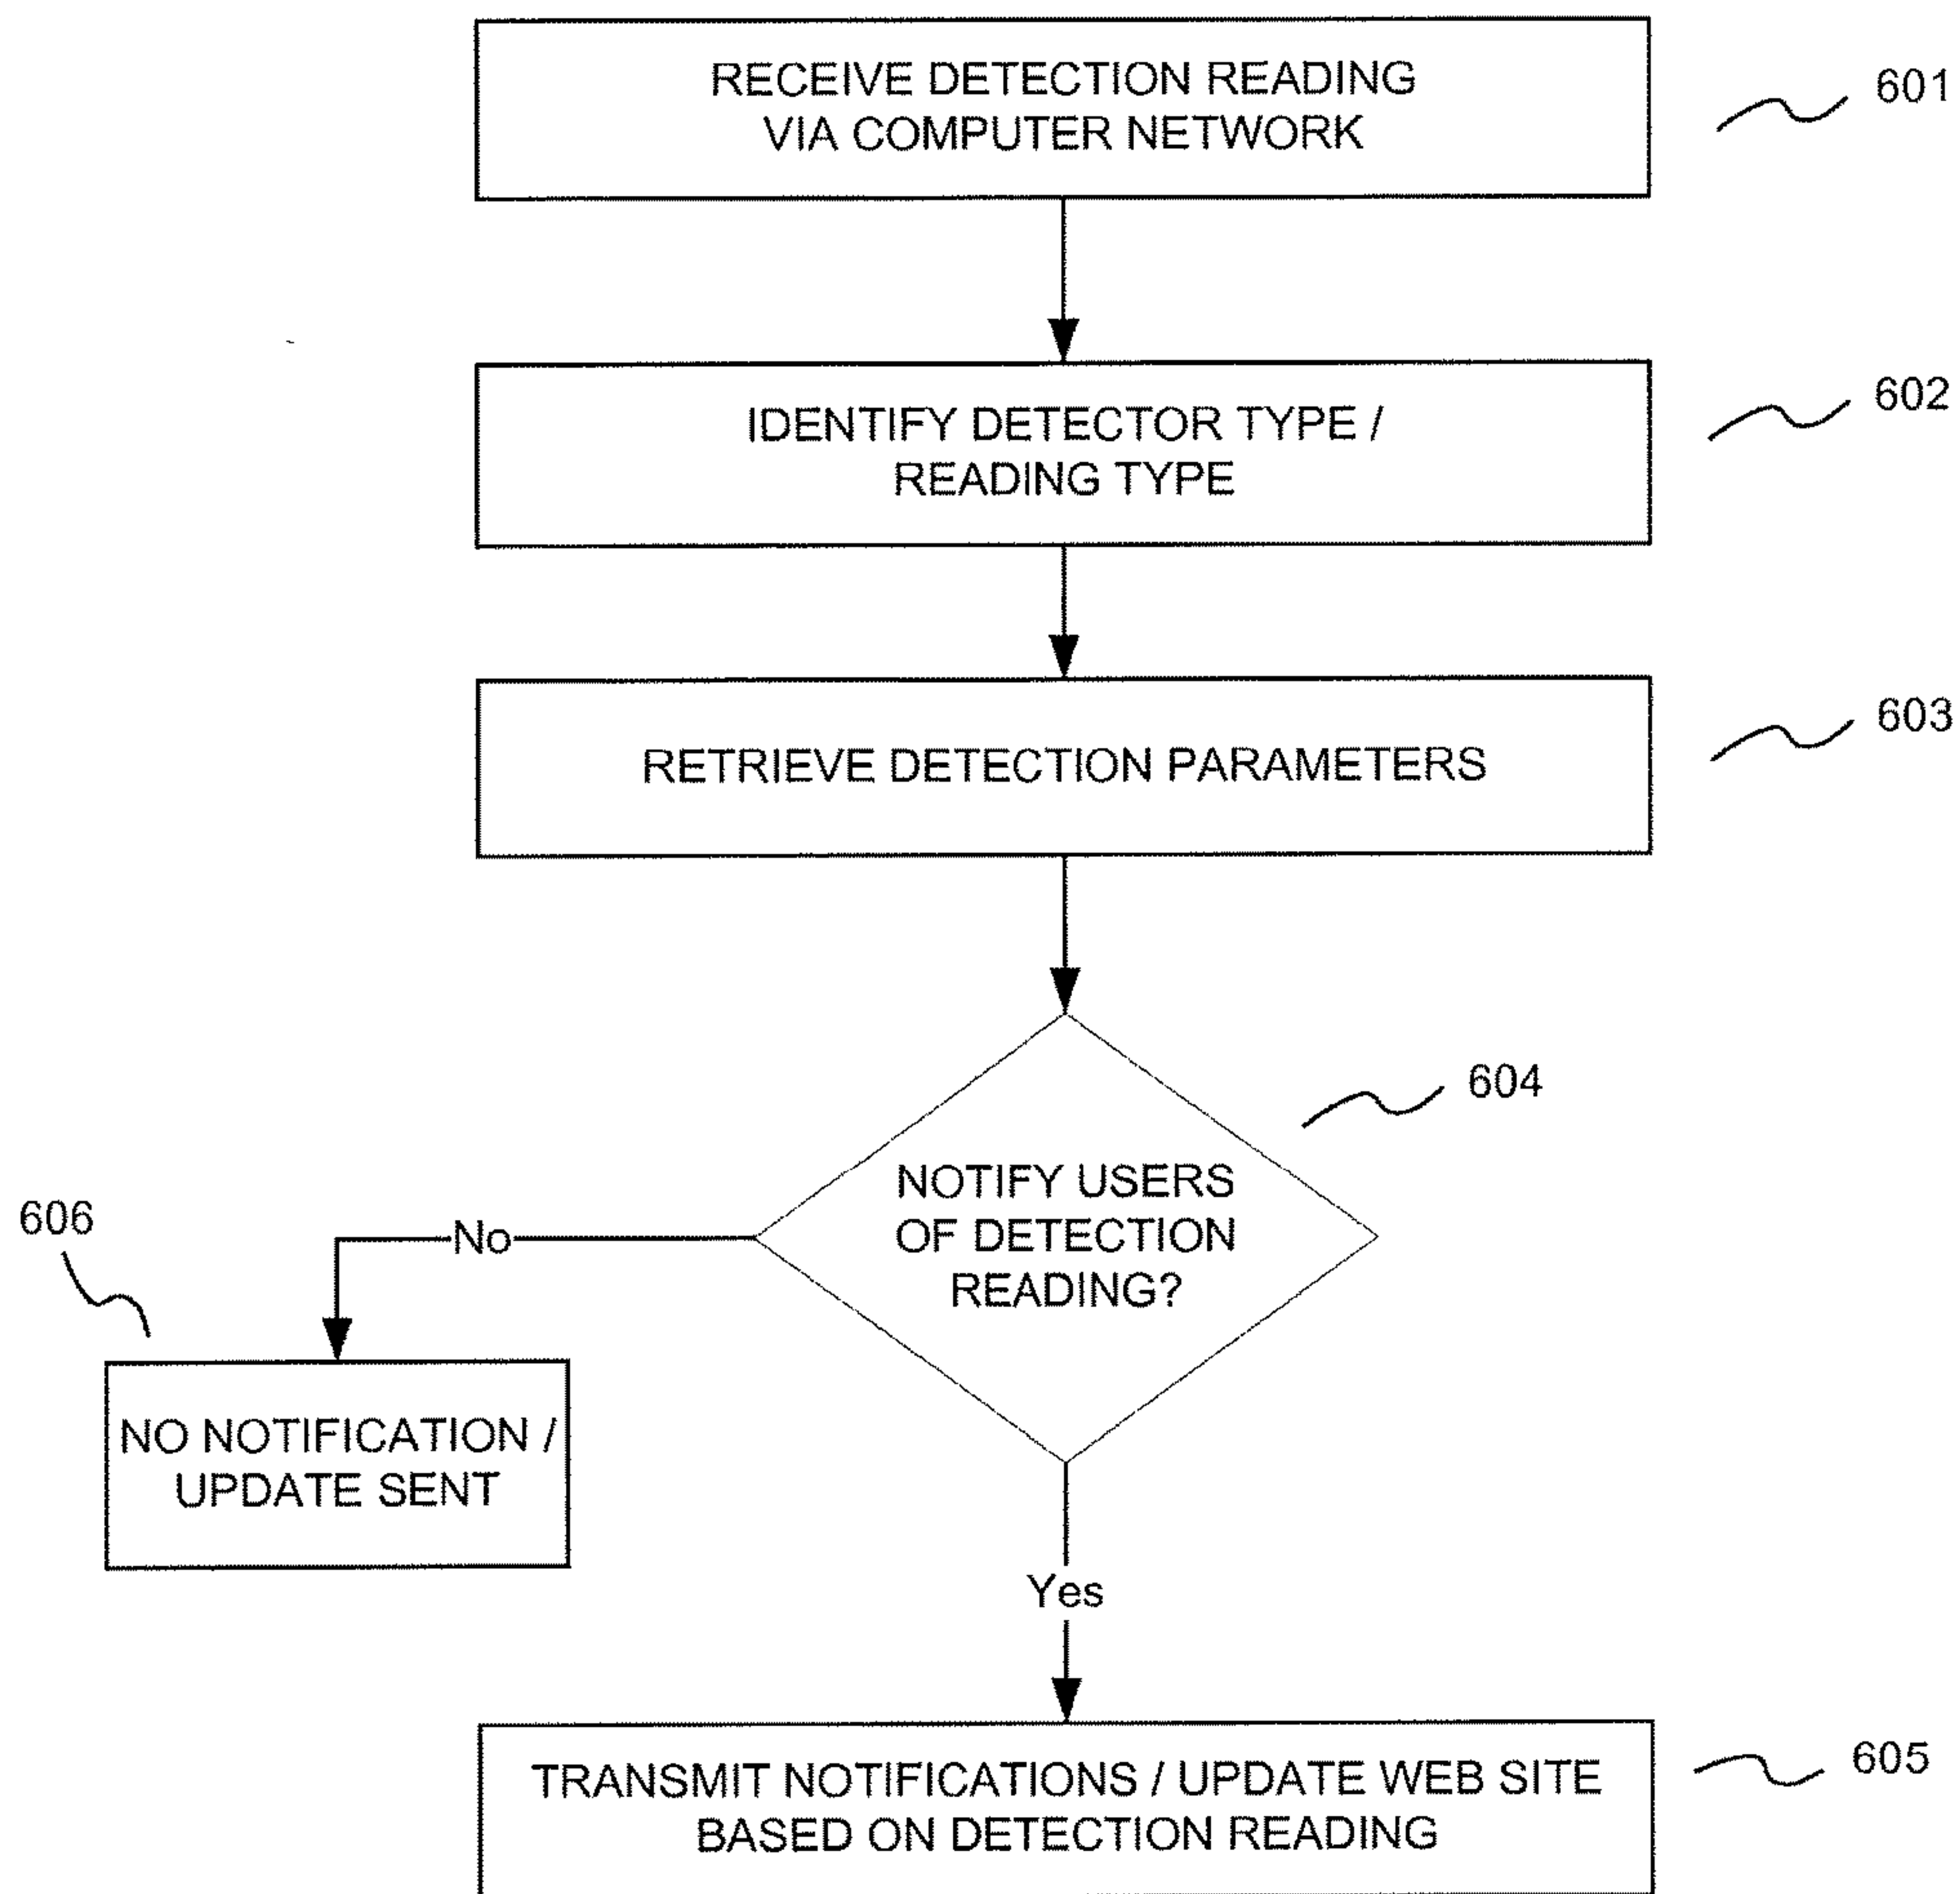 RECEIVE DETECTION READING
VIA COMPUTER NETWORK
601
IDENTIFY DETECTOR TYPE /
READING TYPE
602
RETRIEVE DETECTION PARAMETERS
603
604
NOTIFY USERS
OF DETECTION
READING?
No
606
NO NOTIFICATION /
UPDATE SENT
Yes
TRANSMIT NOTIFICATIONS / UPDATE WEB SITE
BASED ON DETECTION READING
605